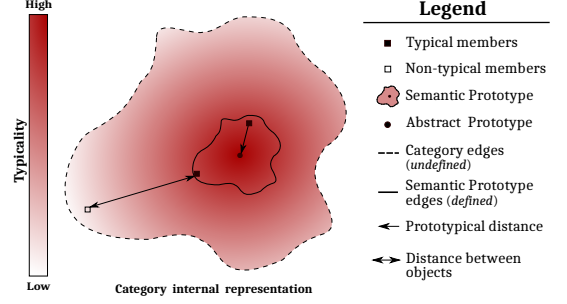 High
Typicality
Low
Category internal representation
Legend
Typical members
Non-typical members
Semantic Prototype
Abstract Prototype
Category edges
(undefined)
Semantic Prototype
edges (defined)
Prototypical distance
Distance between
objects